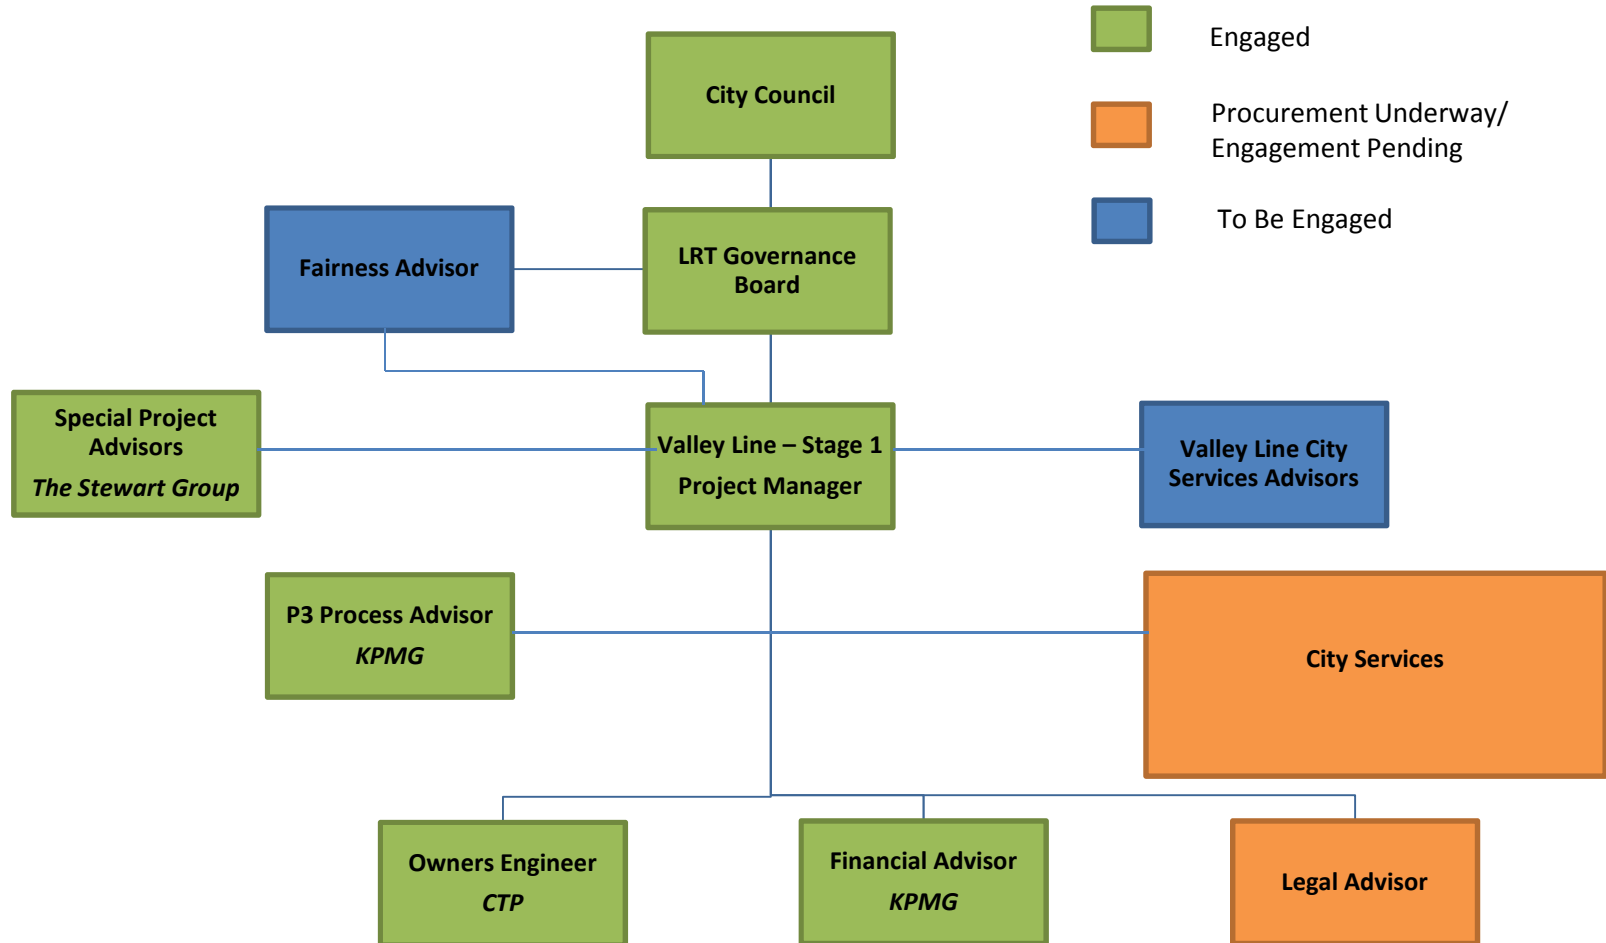 Engaged
City Council
Procurement Underway/
Engagement Pending
To Be Engaged
Fairness Advisor
LRT Governance
Board
Special Project
Advisors
The Stewart Group
Valley Line – Stage 1
Project Manager
Valley Line City
Services Advisors
P3 Process Advisor
KPMG
City Services
Owners Engineer
CTP
Financial Advisor
KPMG
Legal Advisor